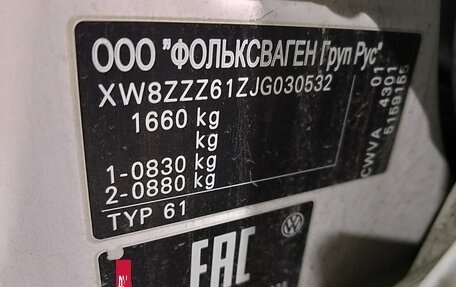 ООО "ФОЛЬКСВАГЕН Груп Рус"
XW8ZZZ61ZJG030532
1660 kg
kg
1-0830 kg
2-0880 kg
TYP 61
01
4301
CWVA 5159155
EAC